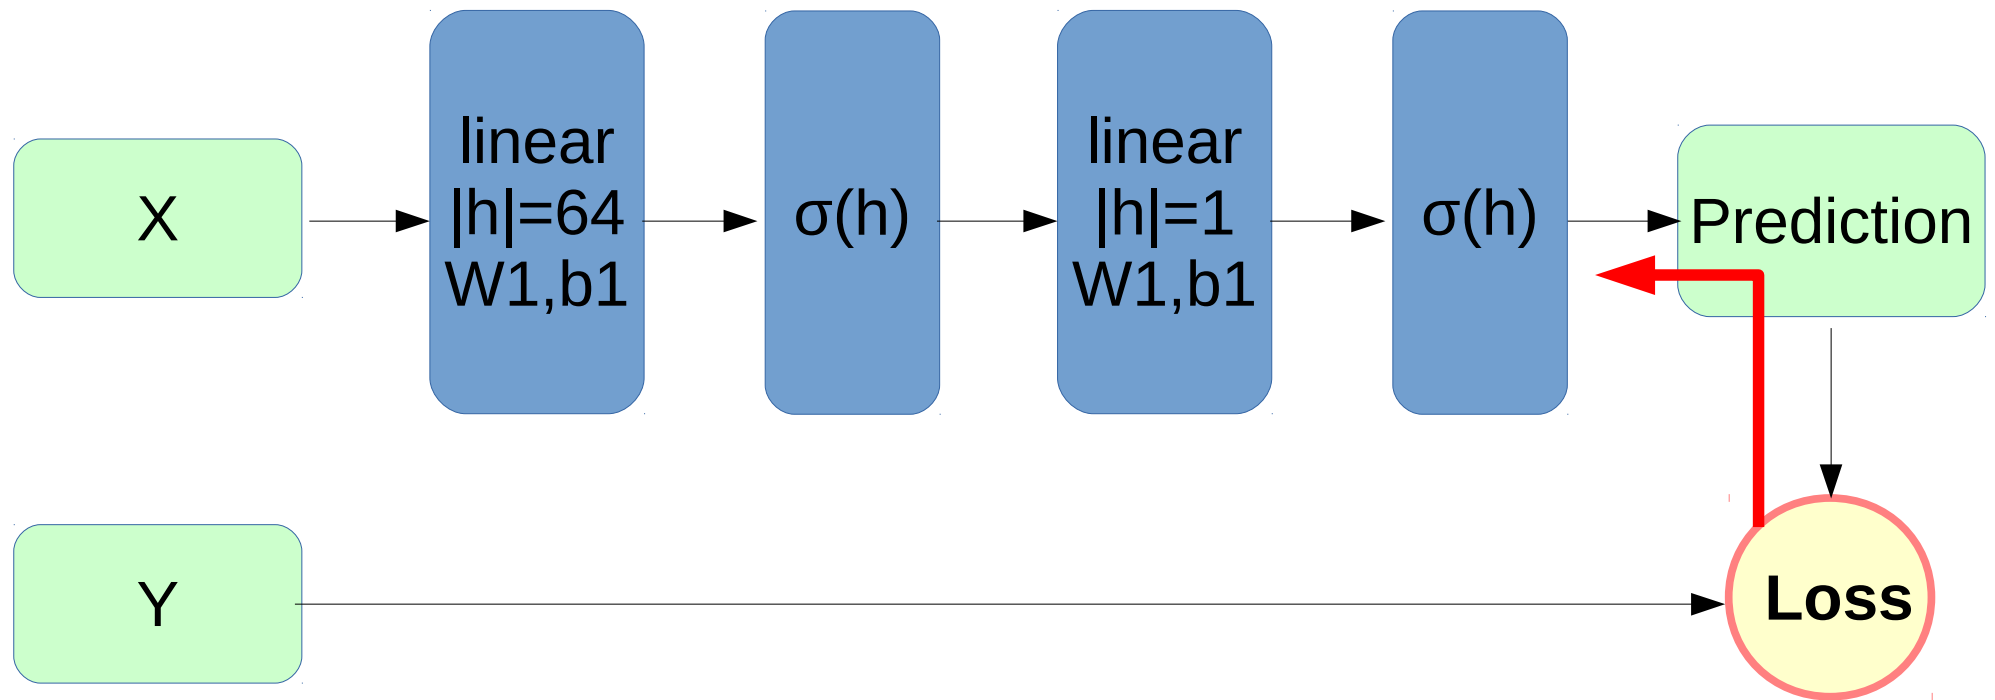 X
linear
|h|=64
W1,b1
σ(h)
linear
|h|=1
W1,b1
σ(h)
Prediction
Y
Loss